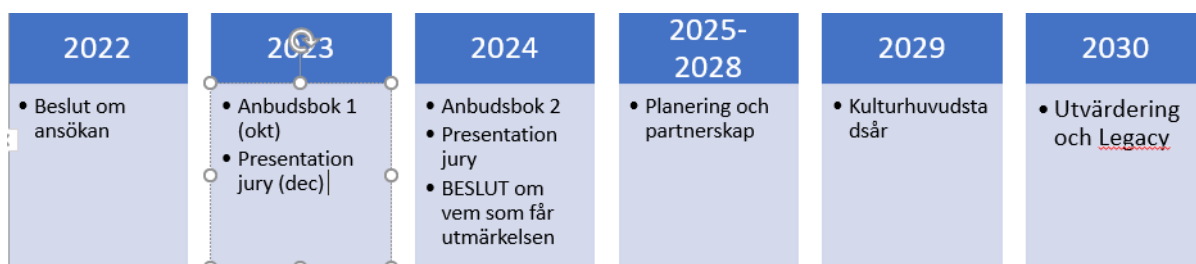 2022
• Beslut om
ansökan
2023
• Anbudsbok 1
(okt)
• Presentation
jury (dec)
2024
• Anbudsbok 2
• Presentation
jury
• BESLUT om
vem som får
utmärkelsen
2025-
2028
• Planering och
partnerskap
2029
• Kulturhuvudsta
dsår
2030
• Utvärdering
och Legacy